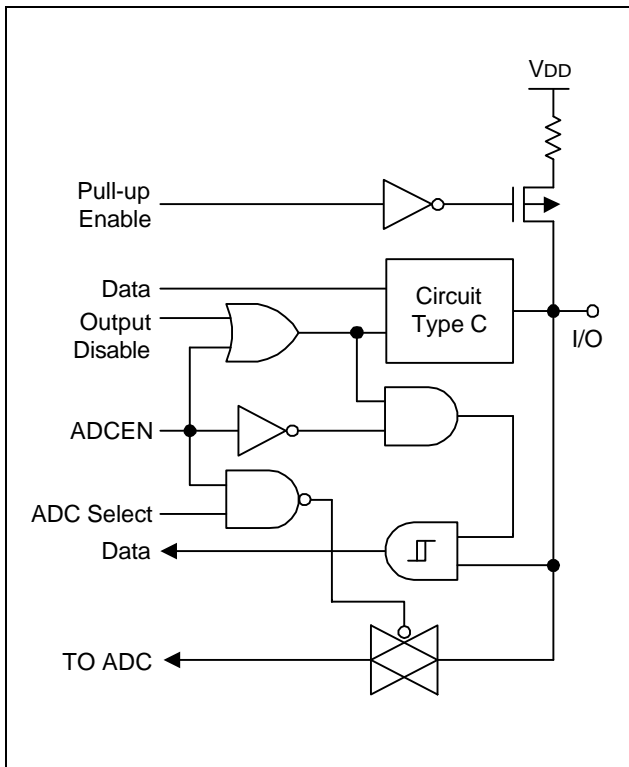 VDD
Pull-up
Enable
Data
Circuit
Type C
Output
Disable
I/O
ADCEN
ADC Select
Data
TO ADC